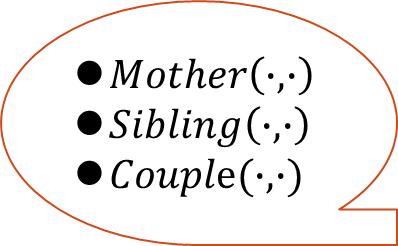 ● Mother(·,·)
● Sibling(·,·)
● Couple(·,·)